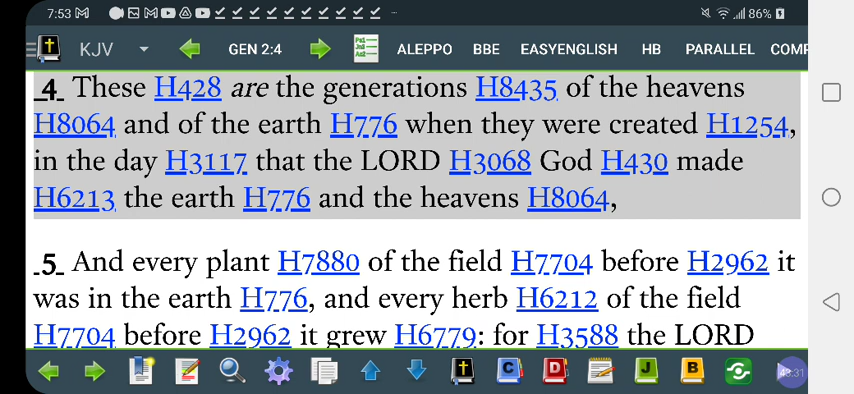 7:53 86%
KJV GEN 2:4 ALEPPO BBE EASYENGLISH HB PARALLEL COMP
4 These H428 are the generations H8435 of the heavens
H8064 and of the earth H776 when they were created H1254,
in the day H3117 that the LORD H3068 God H430 made
H6213 the earth H776 and the heavens H8064,
5 And every plant H7880 of the field H7704 before H2962 it
was in the earth H776, and every herb H6212 of the field
H7704 before H2962 it grew H6779: for H3588 the LORD
C D J B